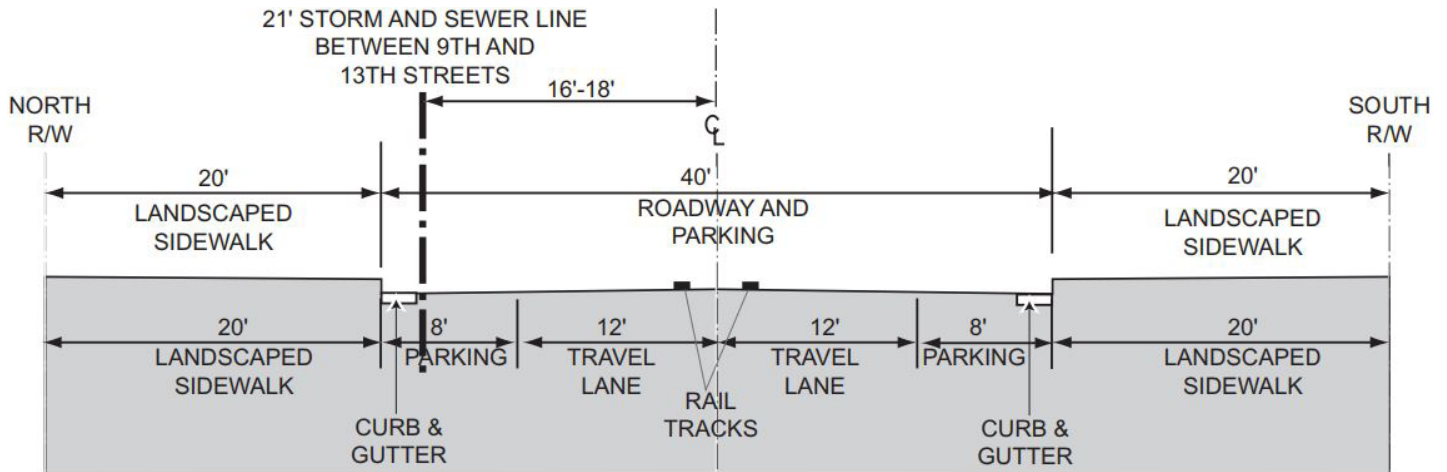 21' STORM AND SEWER LINE
BETWEEN 9TH AND
13TH STREETS
16'-18'
NORTH
R/W
CL
SOUTH
R/W
20'
LANDSCAPED
SIDEWALK
40'
ROADWAY AND
PARKING
20'
LANDSCAPED
SIDEWALK
20'
LANDSCAPED
SIDEWALK
8'
PARKING
12'
TRAVEL
LANE
12'
TRAVEL
LANE
8'
PARKING
20'
LANDSCAPED
SIDEWALK
RAIL
TRACKS
CURB &
GUTTER
CURB &
GUTTER